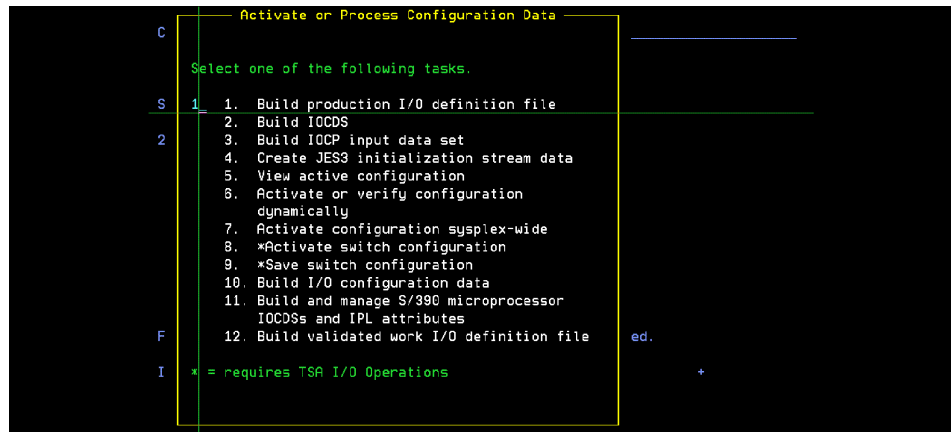 Activate or Process Configuration Data
C
Select one of the following tasks.
S 1_ 1. Build production I/O definition file
2. Build IOCDS
2 3. Build IOCP input data set
4. Create JES3 initialization stream data
5. View active configuration
6. Activate or verify configuration
dynamically
7. Activate configuration sysplex-wide
8. *Activate switch configuration
9. *Save switch configuration
10. Build I/O configuration data
11. Build and manage S/390 microprocessor
IOCDSs and IPL attributes
F 12. Build validated work I/O definition file ed.
I * = requires TSA I/O Operations +